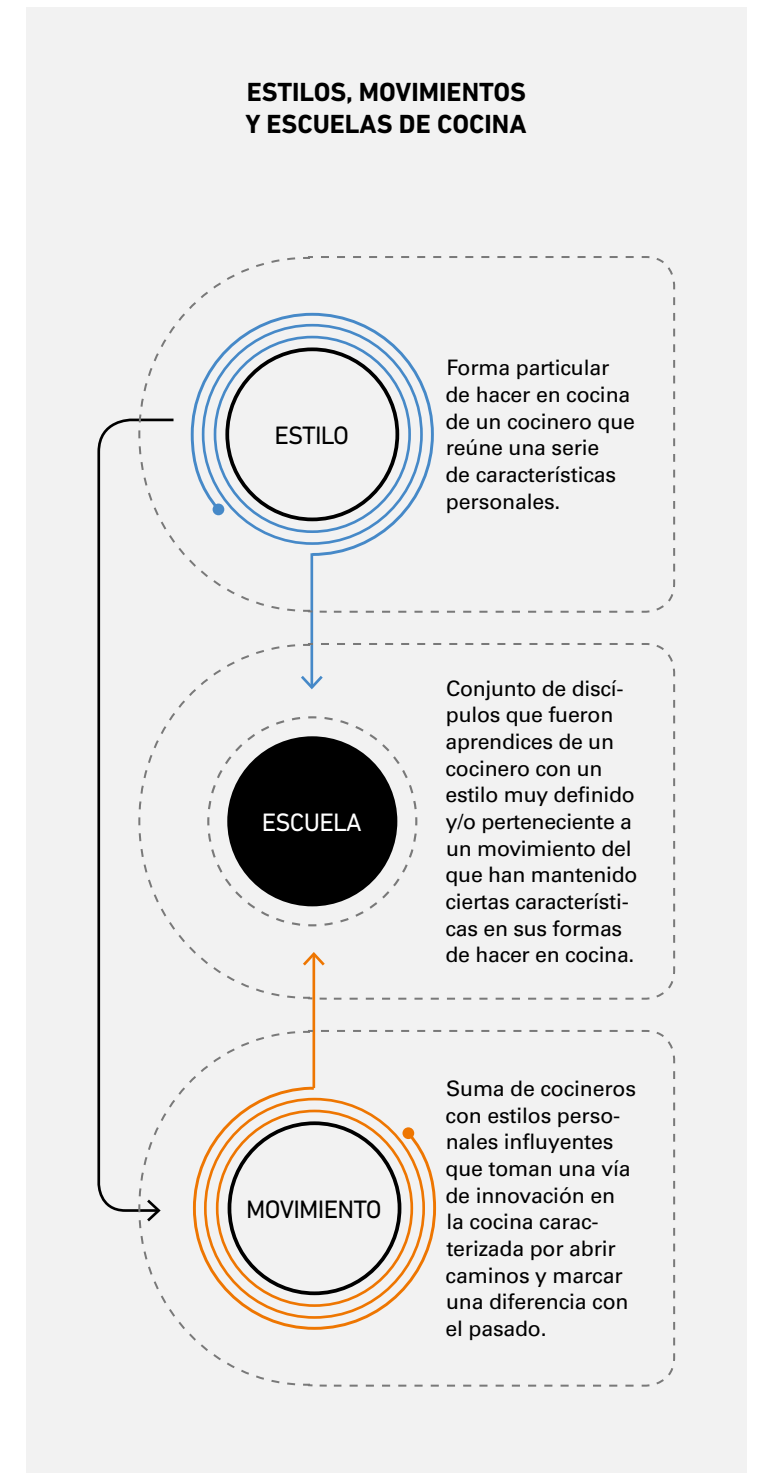 ESTILOS, MOVIMIENTOS
Y ESCUELAS DE COCINA
ESTILO
Forma particular
de hacer en cocina
de un cocinero que
reúne una serie
de características
personales.
ESCUELA
Conjunto de discí-
pulos que fueron
aprendices de un
cocinero con un
estilo muy definido
y/o perteneciente a
un movimiento del
que han mantenido
ciertas característi-
cas en sus formas
de hacer en cocina.
MOVIMIENTO
Suma de cocineros
con estilos perso-
nales influyentes
que toman una vía
de innovación en
la cocina carac-
terizada por abrir
caminos y marcar
una diferencia con
el pasado.